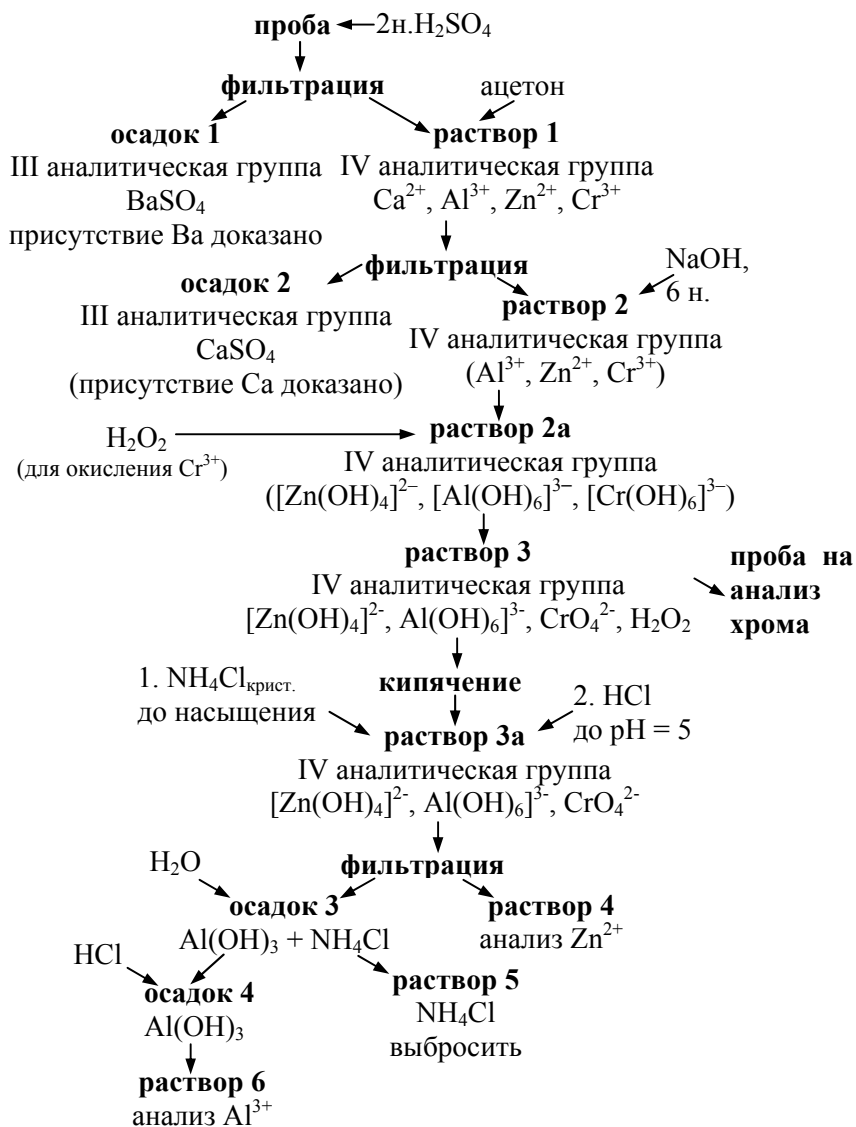 проба 2н.H₂SO₄
фильтрация
ацетон
осадок 1
III аналитическая группа
BaSO₄
присутствие Ba доказано
раствор 1
IV аналитическая группа
Ca²⁺, Al³⁺, Zn²⁺, Cr³⁺
фильтрация
NaOH,
6 н.
осадок 2
III аналитическая группа
CaSO₄
(присутствие Ca доказано)
раствор 2
IV аналитическая группа
(Al³⁺, Zn²⁺, Cr³⁺)
H₂O₂
(для окисления Cr³⁺)
раствор 2а
IV аналитическая группа
([Zn(OH)₄]²⁻, [Al(OH)₆]³⁻, [Cr(OH)₆]³⁻)
раствор 3
IV аналитическая группа
[Zn(OH)₄]²⁻, Al(OH)₆]³⁻, CrO₄²⁻, H₂O₂
проба на
анализ
хрома
кипячение
1. NH₄Clкрист.
до насыщения
2. HCl
до pH = 5
раствор 3а
IV аналитическая группа
[Zn(OH)₄]²⁻, Al(OH)₆]³⁻, CrO₄²⁻
фильтрация
H₂O
осадок 3
Al(OH)₃ + NH₄Cl
раствор 4
анализ Zn²⁺
HCl
осадок 4
Al(OH)₃
раствор 5
NH₄Cl
выбросить
раствор 6
анализ Al³⁺